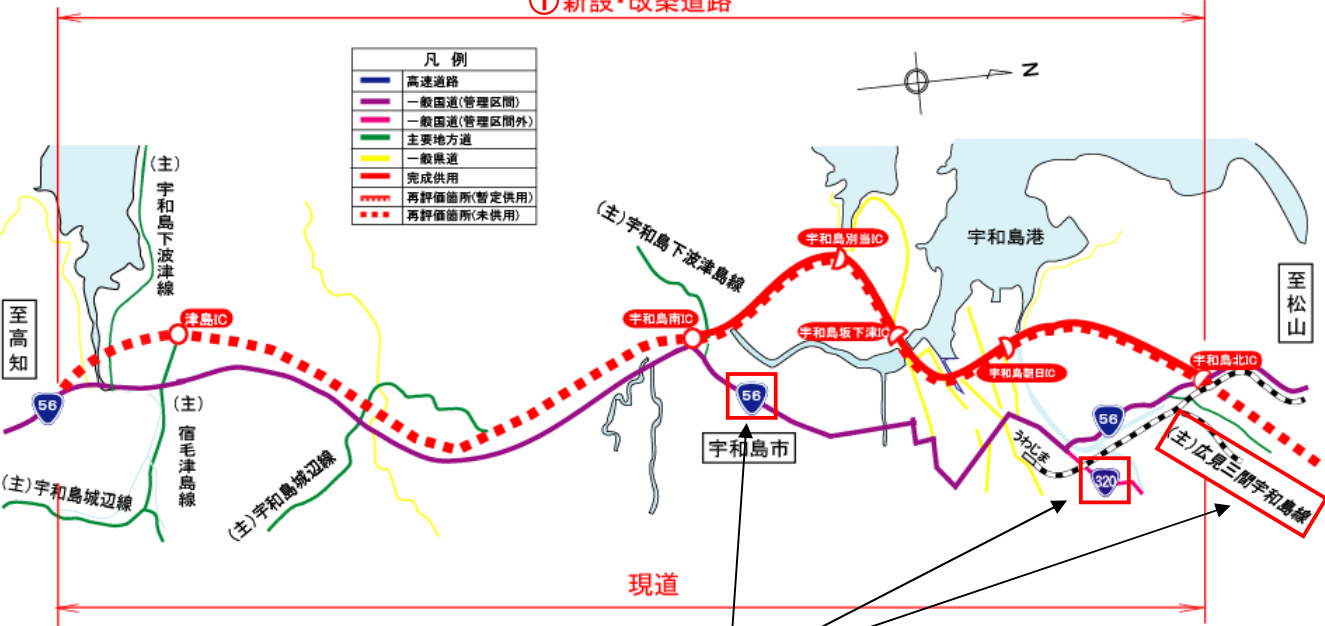 ①新設・改築道路
N
凡 例
高速道路
一般国道(管理区間)
一般国道(管理区間外)
主要地方道
一般県道
完成供用
再評価箇所(暫定供用)
再評価箇所(未供用)
(主)宇和島下波津線
(主)宇和島下波津島線
宇和島別当IC
宇和島港
至高知
津島IC
宇和島南IC
宇和島坂下津IC
宇和島朝日IC
宇和島北IC
至松山
56
56
56
宇和島市
うわじま
320
(主)広見三間宇和島線
(主)宿毛津島線
(主)宇和島城辺線
(主)宇和島城辺線
現道